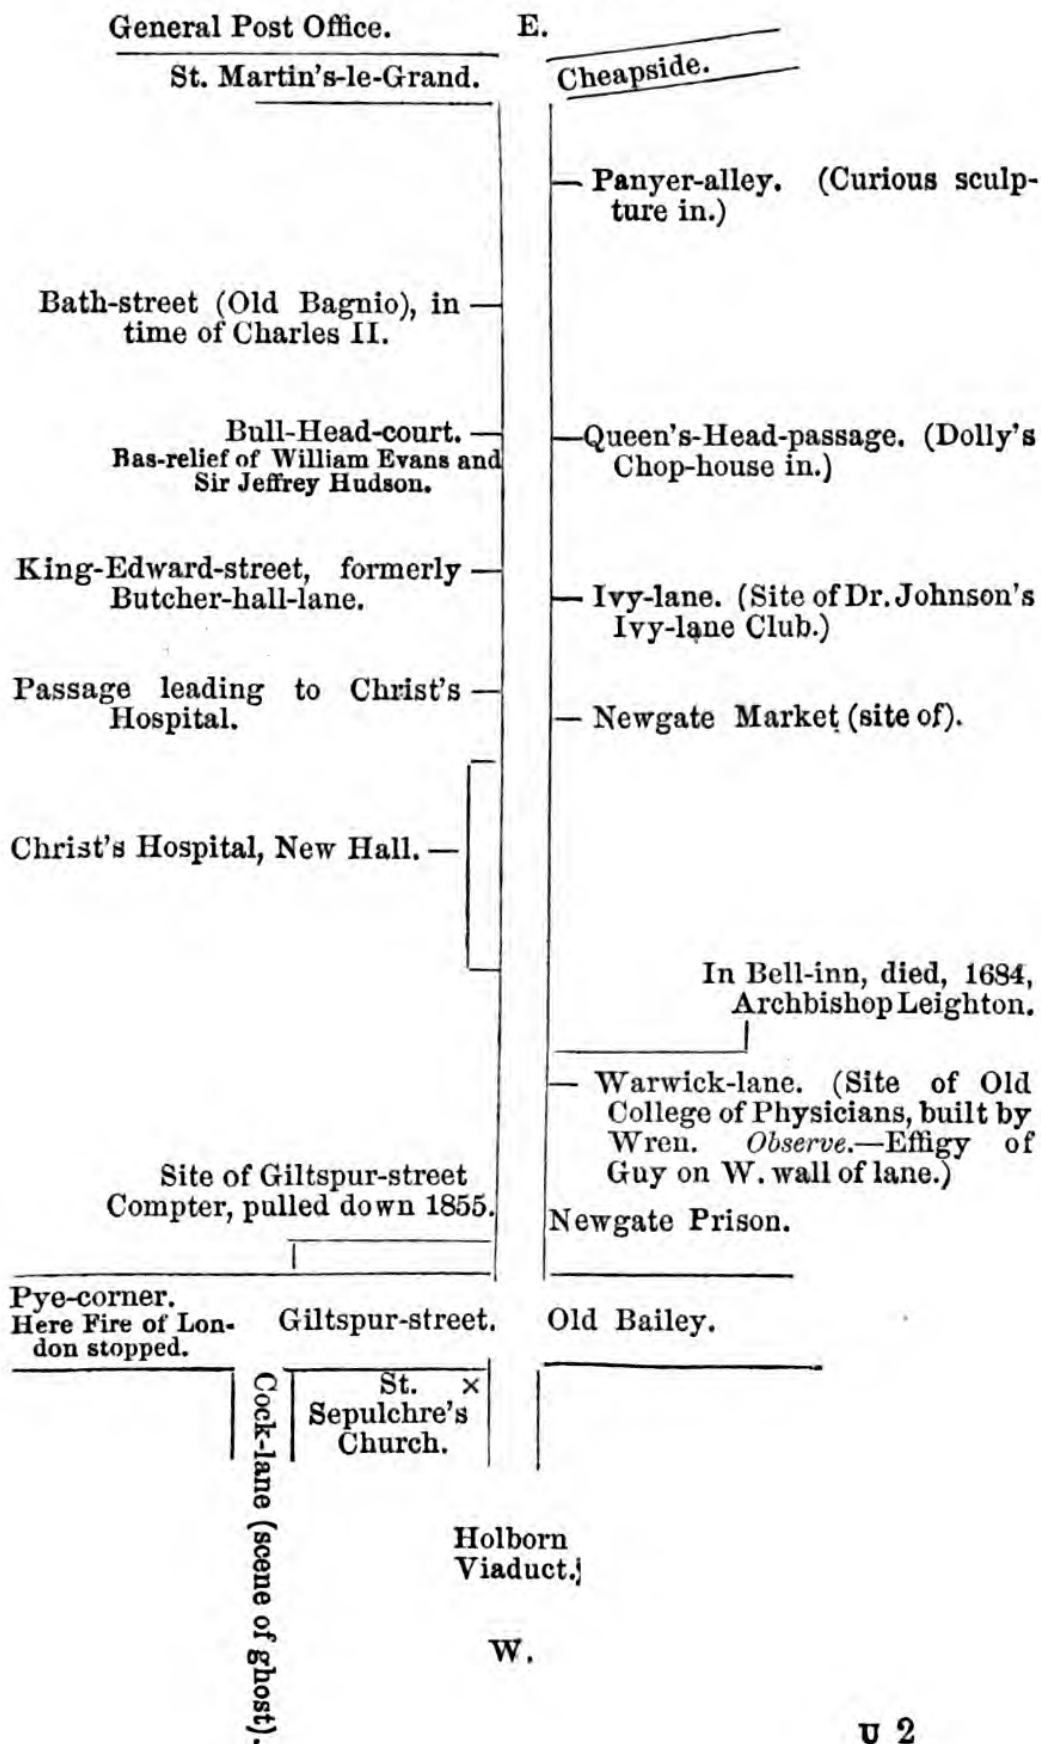 General Post Office. E.
St. Martin's-le-Grand. Cheapside.
Panyer-alley. (Curious sculp-
ture in.)
Bath-street (Old Bagnio), in
time of Charles II.
Bull-Head-court.
Bas-relief of William Evans and
Sir Jeffrey Hudson.
Queen's-Head-passage. (Dolly's
Chop-house in.)
King-Edward-street, formerly
Butcher-hall-lane.
Ivy-lane. (Site of Dr. Johnson's
Ivy-lane Club.)
Passage leading to Christ's
Hospital.
Newgate Market (site of).
Christ's Hospital, New Hall.
In Bell-inn, died, 1684,
Archbishop Leighton.
Warwick-lane. (Site of Old
College of Physicians, built by
Wren. Observe.—Effigy of
Guy on W. wall of lane.)
Site of Giltspur-street
Compter, pulled down 1855.
Newgate Prison.
Pye-corner.
Here Fire of Lon-
don stopped.
Giltspur-street.
Old Bailey.
St. ×
Sepulchre's
Church.
Cock-lane (scene of ghost).
Holborn
Viaduct.
W.
U 2